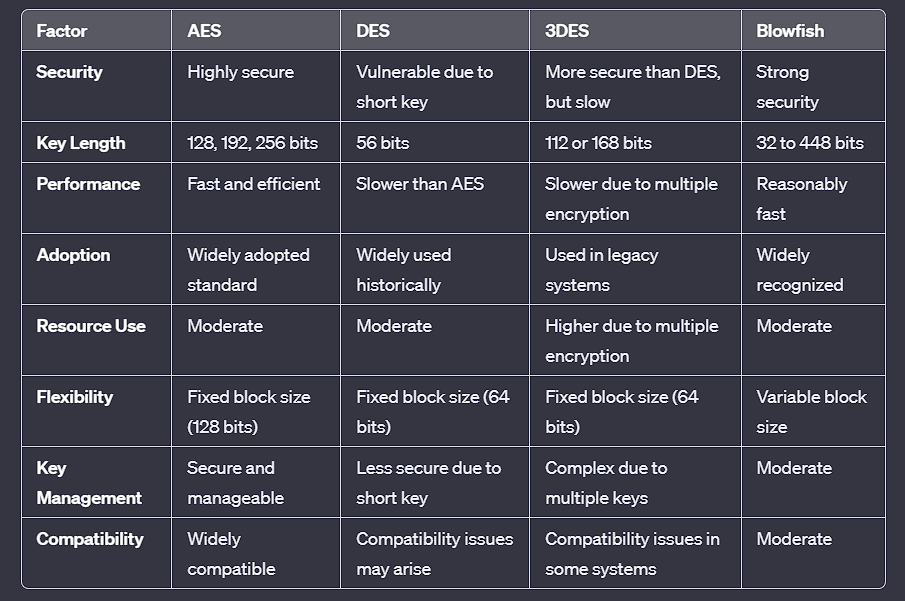 Factor AES DES 3DES Blowfish
Security Highly secure Vulnerable due to short key More secure than DES, but slow Strong security
Key Length 128, 192, 256 bits 56 bits 112 or 168 bits 32 to 448 bits
Performance Fast and efficient Slower than AES Slower due to multiple encryption Reasonably fast
Adoption Widely adopted standard Widely used historically Used in legacy systems Widely recognized
Resource Use Moderate Moderate Higher due to multiple encryption Moderate
Flexibility Fixed block size (128 bits) Fixed block size (64 bits) Fixed block size (64 bits) Variable block size
Key Management Secure and manageable Less secure due to short key Complex due to multiple keys Moderate
Compatibility Widely compatible Compatibility issues may arise Compatibility issues in some systems Moderate